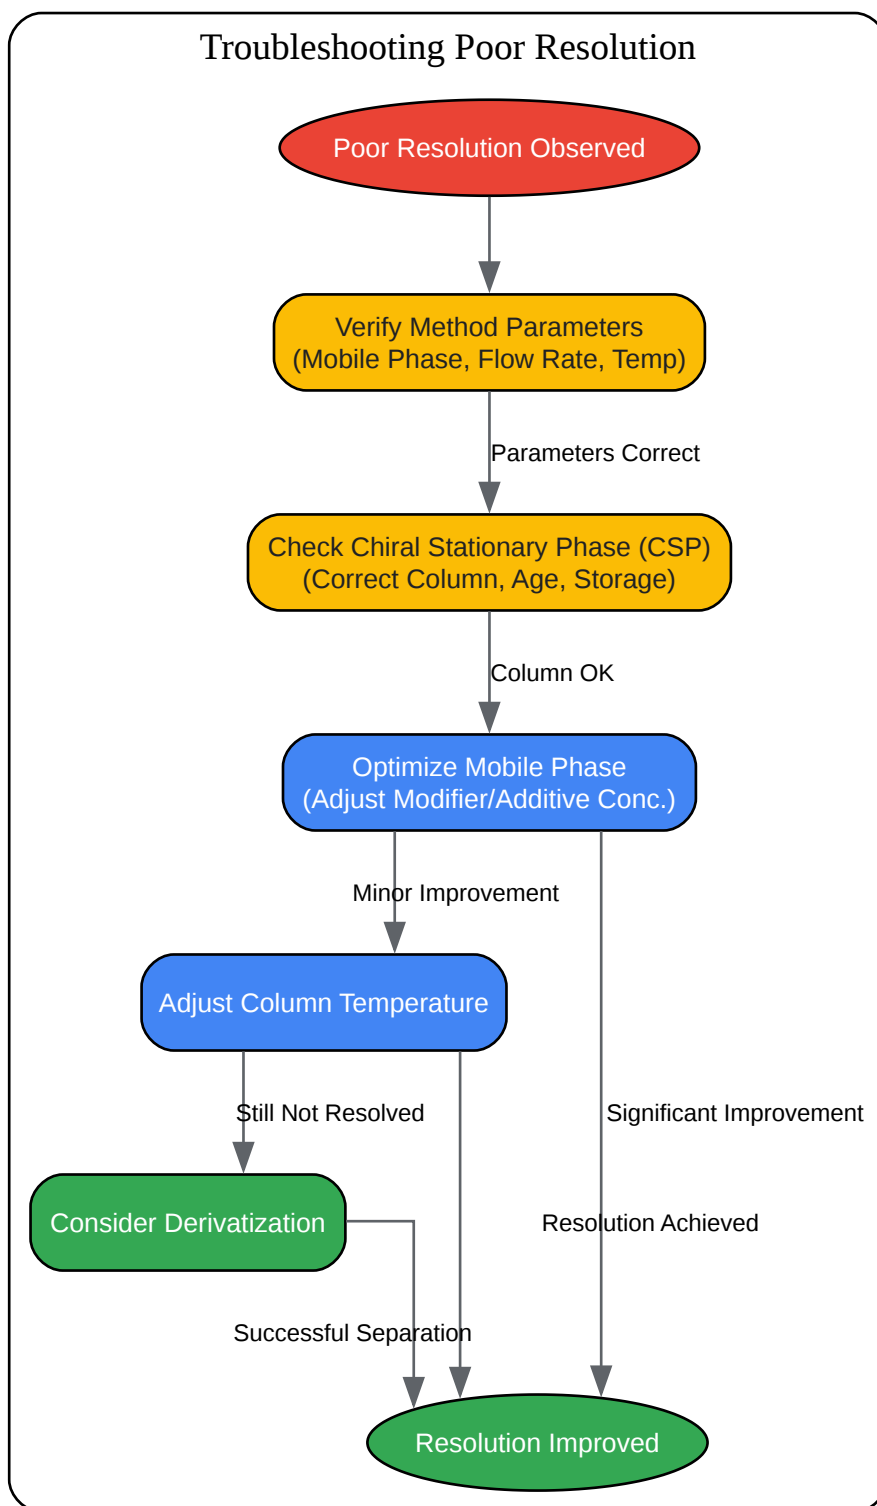 Troubleshooting Poor Resolution
Poor Resolution Observed
Verify Method Parameters
(Mobile Phase, Flow Rate, Temp)
Parameters Correct
Check Chiral Stationary Phase (CSP)
(Correct Column, Age, Storage)
Column OK
Optimize Mobile Phase
(Adjust Modifier/Additive Conc.)
Minor Improvement
Adjust Column Temperature
Still Not Resolved
Significant Improvement
Consider Derivatization
Resolution Achieved
Successful Separation
Resolution Improved